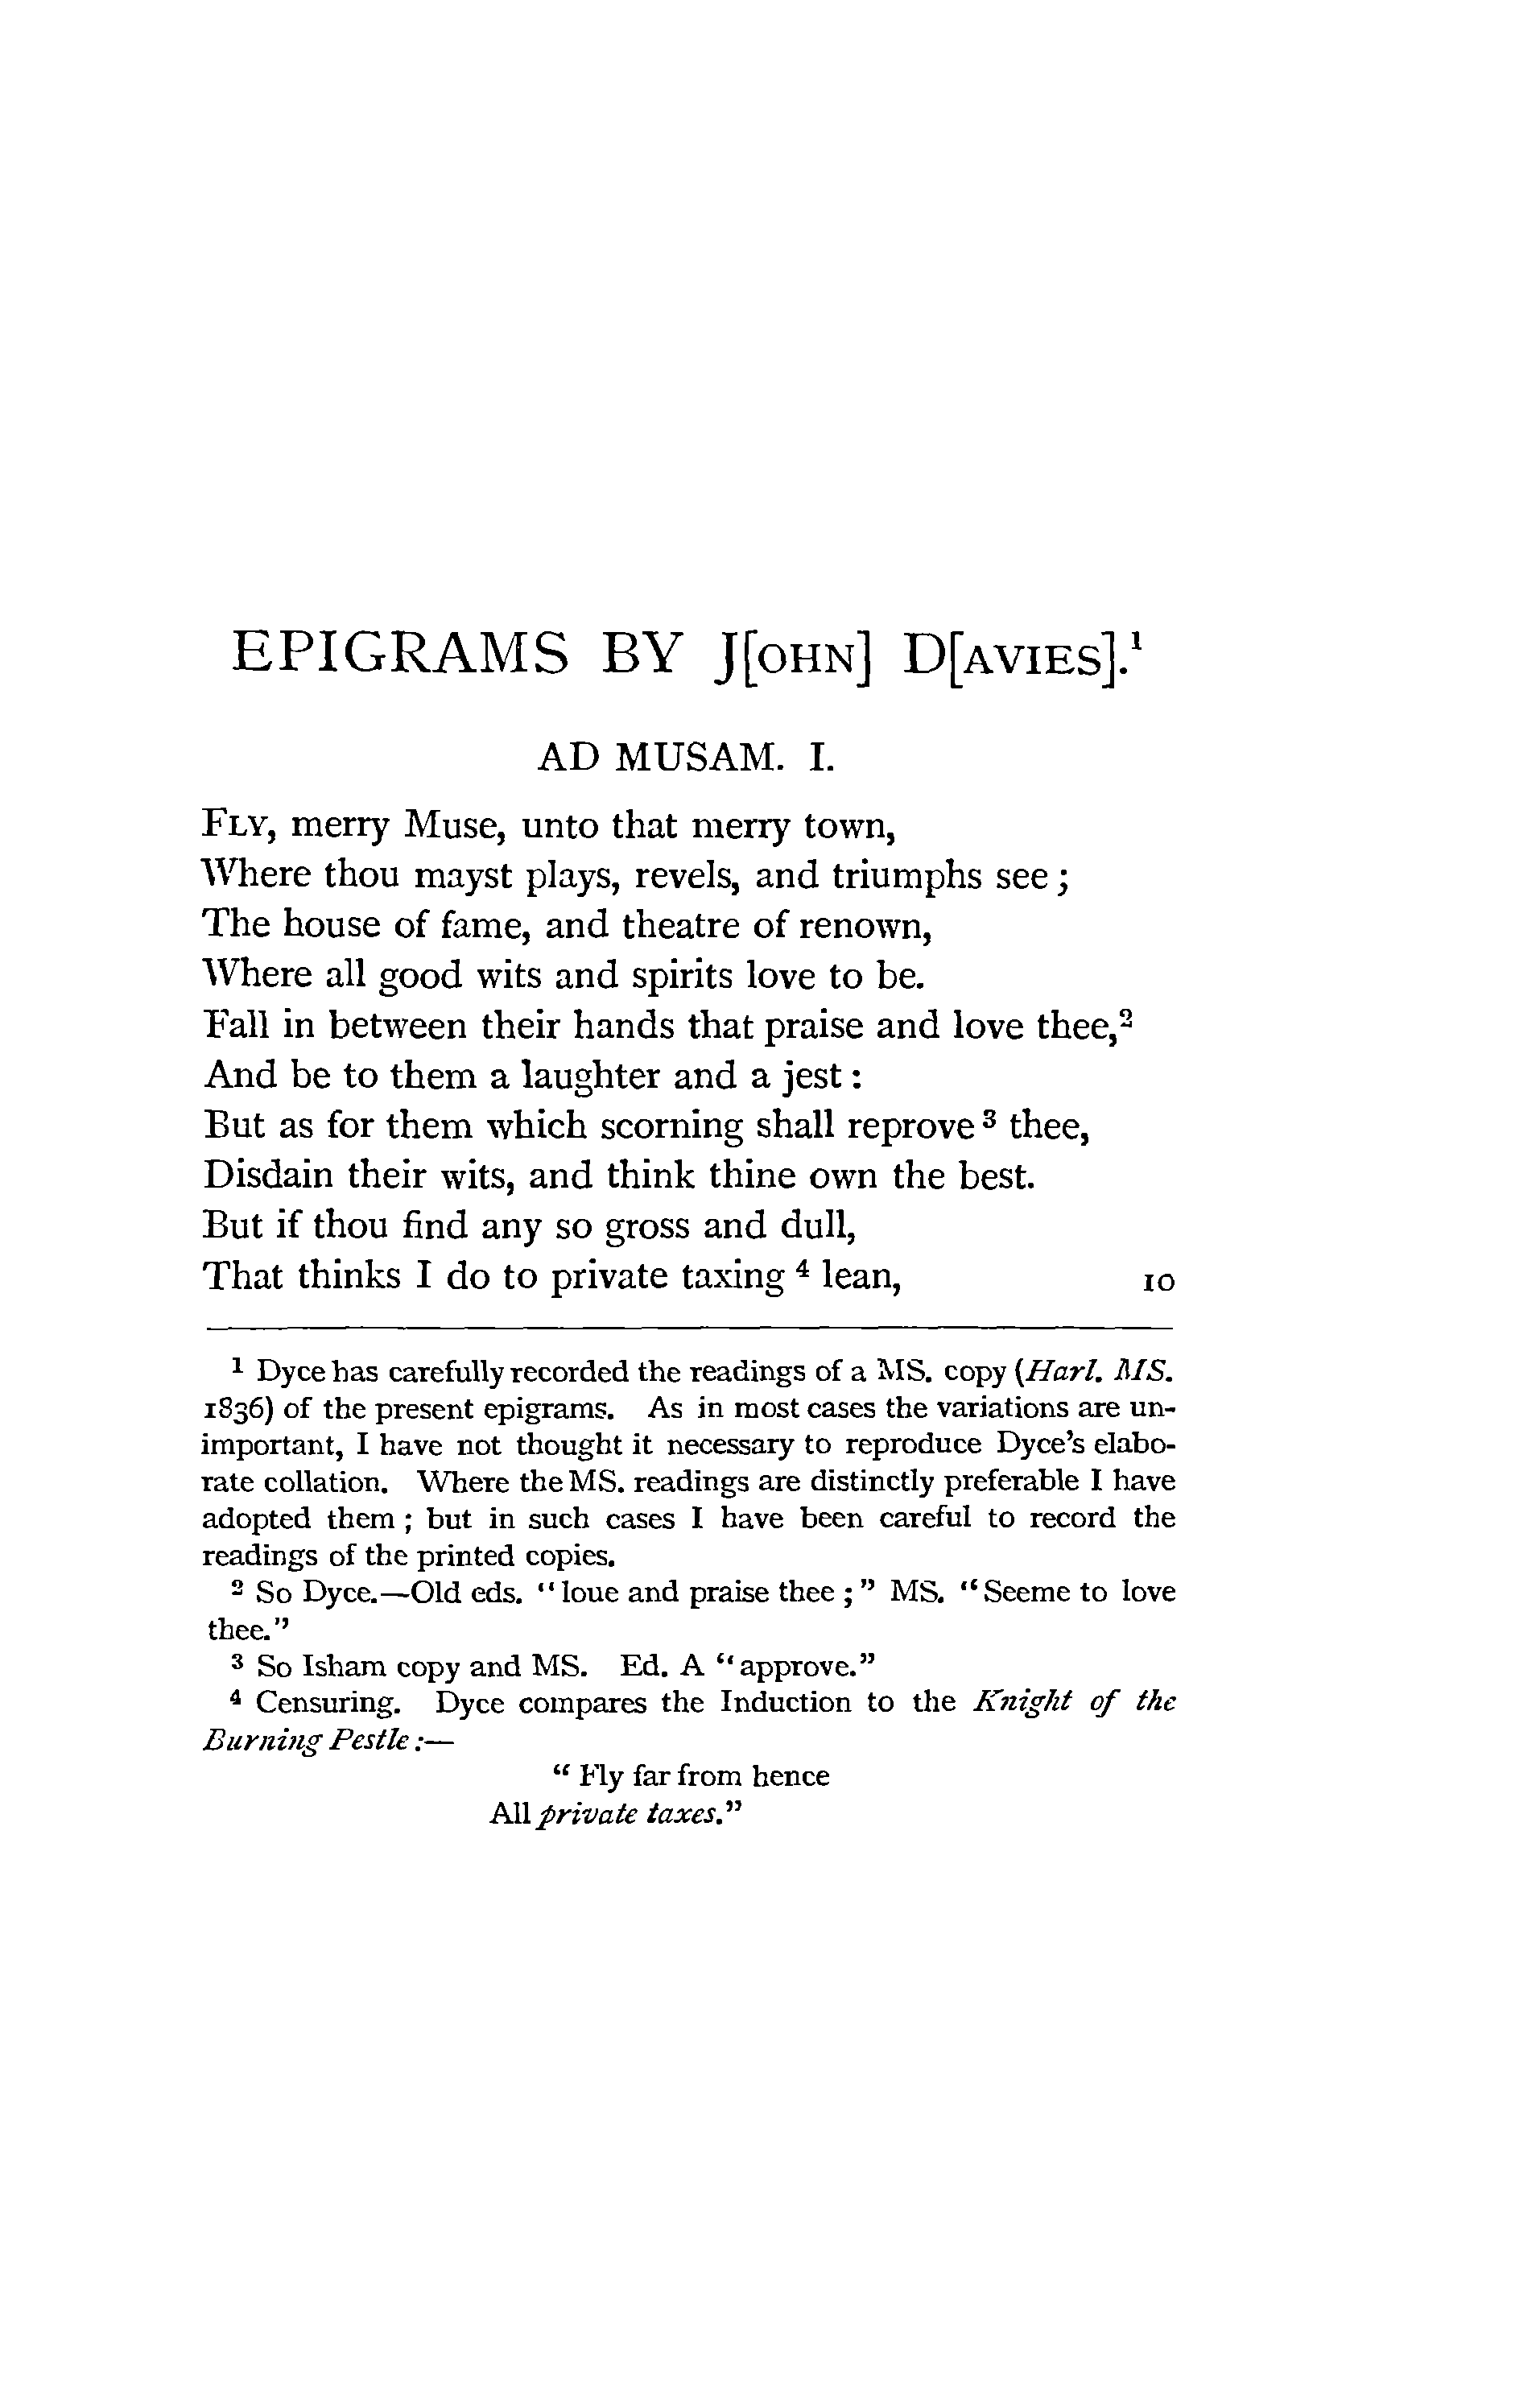 EPIGRAMS BY J[OHN] D[AVIES].¹
AD MUSAM. I.
FLY, merry Muse, unto that merry town,
Where thou mayst plays, revels, and triumphs see ;
The house of fame, and theatre of renown,
Where all good wits and spirits love to be.
Fall in between their hands that praise and love thee,²
And be to them a laughter and a jest :
But as for them which scorning shall reprove ³ thee,
Disdain their wits, and think thine own the best.
But if thou find any so gross and dull,
That thinks I do to private taxing ⁴ lean, 10
¹ Dyce has carefully recorded the readings of a MS. copy (Harl. MS.
1836) of the present epigrams. As in most cases the variations are un-
important, I have not thought it necessary to reproduce Dyce's elabo-
rate collation. Where the MS. readings are distinctly preferable I have
adopted them ; but in such cases I have been careful to record the
readings of the printed copies.
² So Dyce.—Old eds. "loue and praise thee ;" MS. "Seeme to love
thee."
³ So Isham copy and MS. Ed. A "approve."
⁴ Censuring. Dyce compares the Induction to the Knight of the
Burning Pestle :—
"Fly far from hence
All private taxes."